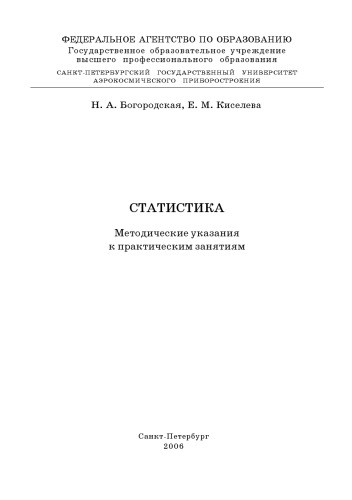 ФЕДЕРАЛЬНОЕ АГЕНТСТВО ПО ОБРАЗОВАНИЮ
Государственное образовательное учреждение
высшего профессионального образования
САНКТ-ПЕТЕРБУРГСКИЙ ГОСУДАРСТВЕННЫЙ УНИВЕРСИТЕТ
АЭРОКОСМИЧЕСКОГО ПРИБОРОСТРОЕНИЯ
Н. А. Богородская, Е. М. Киселева
СТАТИСТИКА
Методические указания
к практическим занятиям
Санкт-Петербург
2006